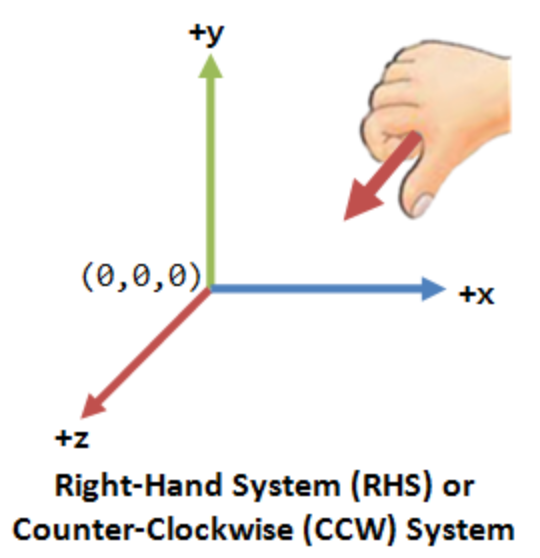 +y
(0,0,0)
+x
+z
Right-Hand System (RHS) or
Counter-Clockwise (CCW) System